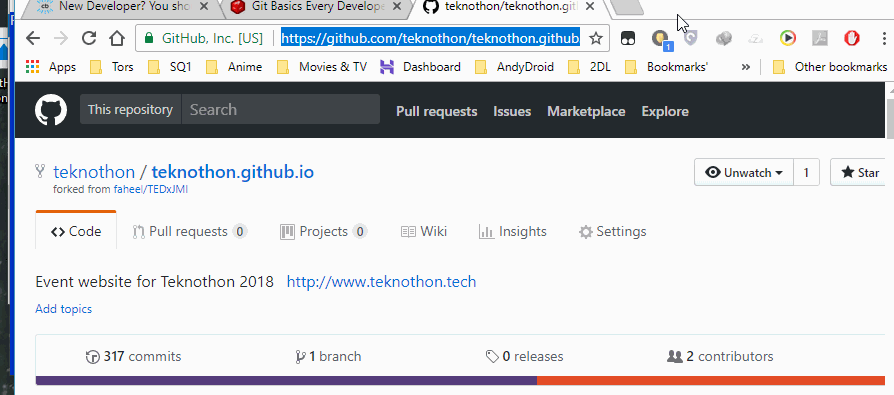 New Developer? You sho
Git Basics Every Develope
teknothon/teknothon.gith
GitHub, Inc. [US]
https://github.com/teknothon/teknothon.github
1
Apps
Tors
SQ1
Anime
Movies & TV
Dashboard
AndyDroid
2DL
Bookmarks'
»
Other bookmarks
This repository
Search
Pull requests
Issues
Marketplace
Explore
teknothon / teknothon.github.io
Unwatch
1
Star
forked from faheel/TEDxJMI
Code
Pull requests 0
Projects 0
Wiki
Insights
Settings
Event website for Teknothon 2018 http://www.teknothon.tech
Add topics
317 commits
1 branch
0 releases
2 contributors